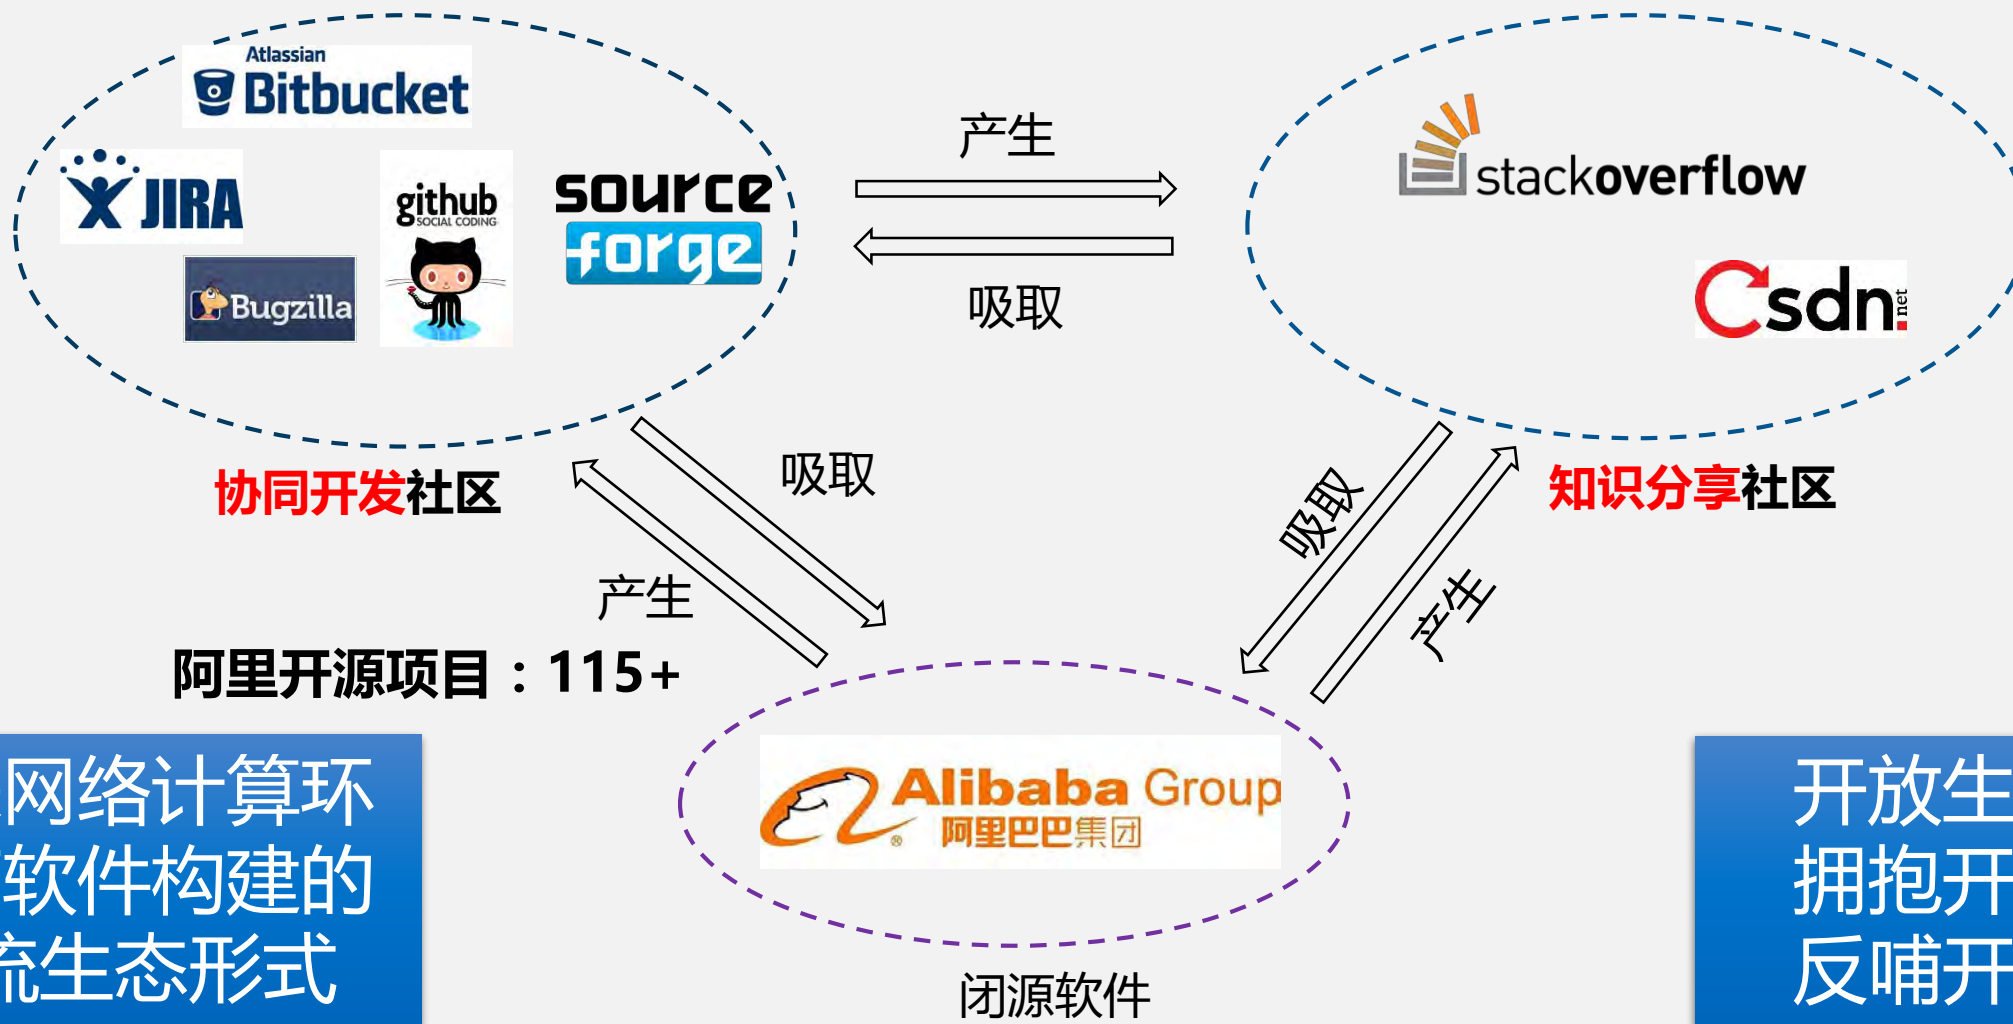 Atlassian
Bitbucket
JIRA
github
SOCIAL CODING
source
forge
Bugzilla
产生
吸取
stackoverflow
Csdn.net
协同开发社区
吸取
产生
吸取
产生
知识分享社区
阿里开源项目：115+
网络计算环
软件构建的
流生态形式
Alibaba Group
阿里巴巴集团
®
闭源软件
开放生
拥抱开
反哺开